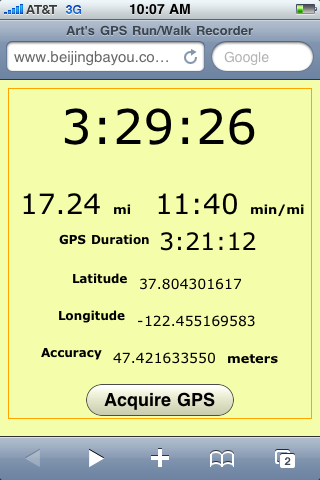 AT&T 3G 10:07 AM
Art's GPS Run/Walk Recorder
www.beijingbayou.co... Google
3:29:26
17.24 mi 11:40 min/mi
GPS Duration 3:21:12
Latitude 37.804301617
Longitude -122.455169583
Accuracy 47.421633550 meters
Acquire GPS
2